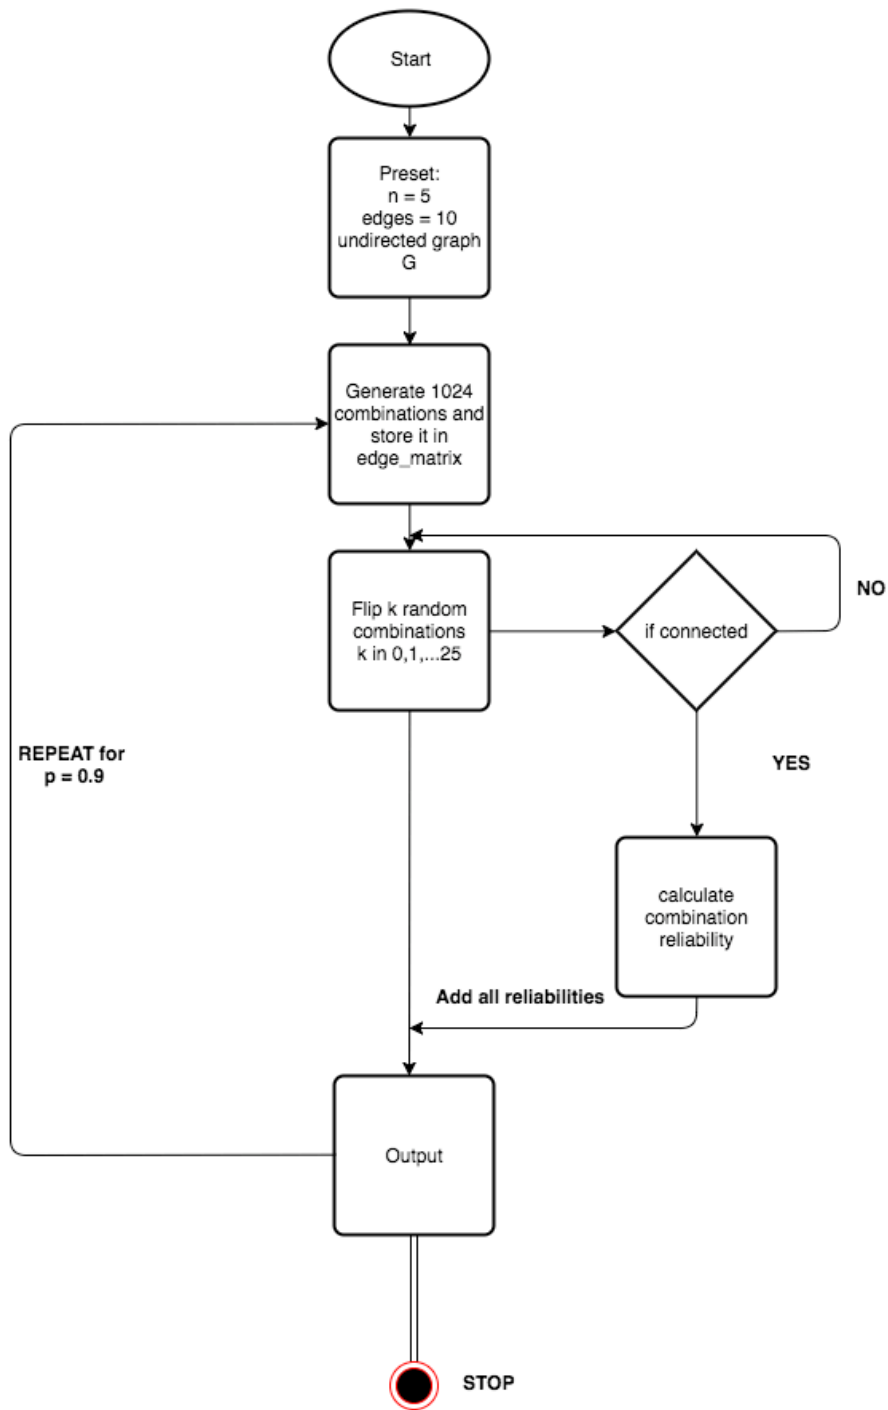 Start
Preset:
n = 5
edges = 10
undirected graph
G
Generate 1024
combinations and
store it in
edge_matrix
Flip k random
combinations
k in 0,1,...25
if connected
NO
REPEAT for
p = 0.9
YES
calculate
combination
reliability
Add all reliabilities
Output
STOP